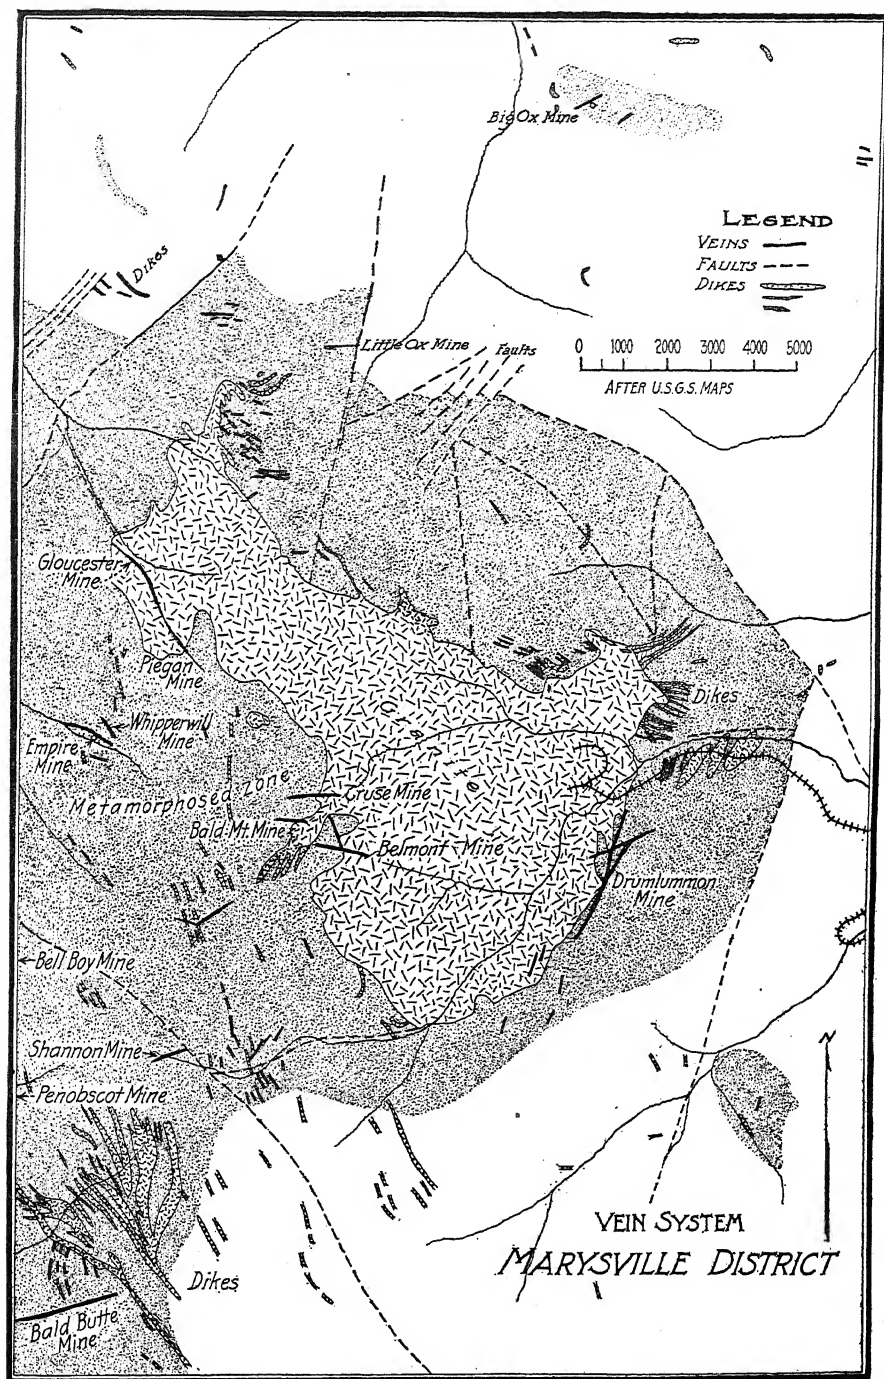 Big Ox Mine
LEGEND
VEINS
FAULTS
DIKES
Dikes
Little Ox Mine
Faults
0 1000 2000 3000 4000 5000
AFTER U.S.G.S. MAPS
Gloucester
Mine
Piegan
Mine
Dikes
Whipperwill
Mine
Empire
Mine
Metamorphosed Zone
Cruse Mine
Bald Mt. Mine
Belmont Mine
Drumlummon
Mine
Bell Boy Mine
Shannon Mine
Penobscot Mine
N
VEIN SYSTEM
MARYSVILLE DISTRICT
Dikes
Bald Butte
Mine